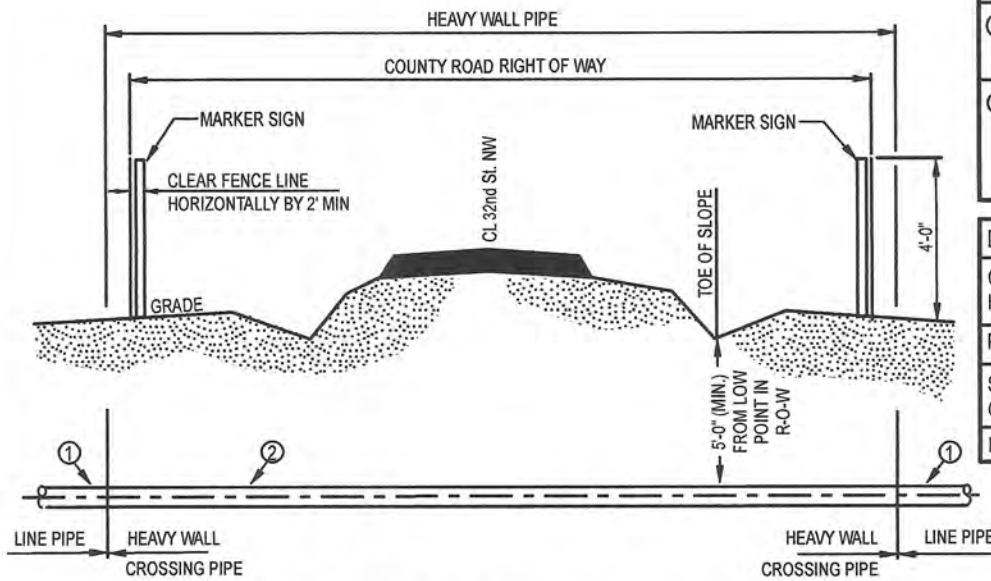 HEAVY WALL PIPE
COUNTY ROAD RIGHT OF WAY
MARKER SIGN
MARKER SIGN
CLEAR FENCE LINE
HORIZONTALLY BY 2' MIN
CL 32nd St. NW
TOE OF SLOPE
4'-0"
GRADE
5'-0" (MIN.)
FROM LOW
POINT IN
R-O-W
1
2
1
LINE PIPE
HEAVY WALL
CROSSING PIPE
HEAVY WALL
CROSSING PIPE
LINE PIPE